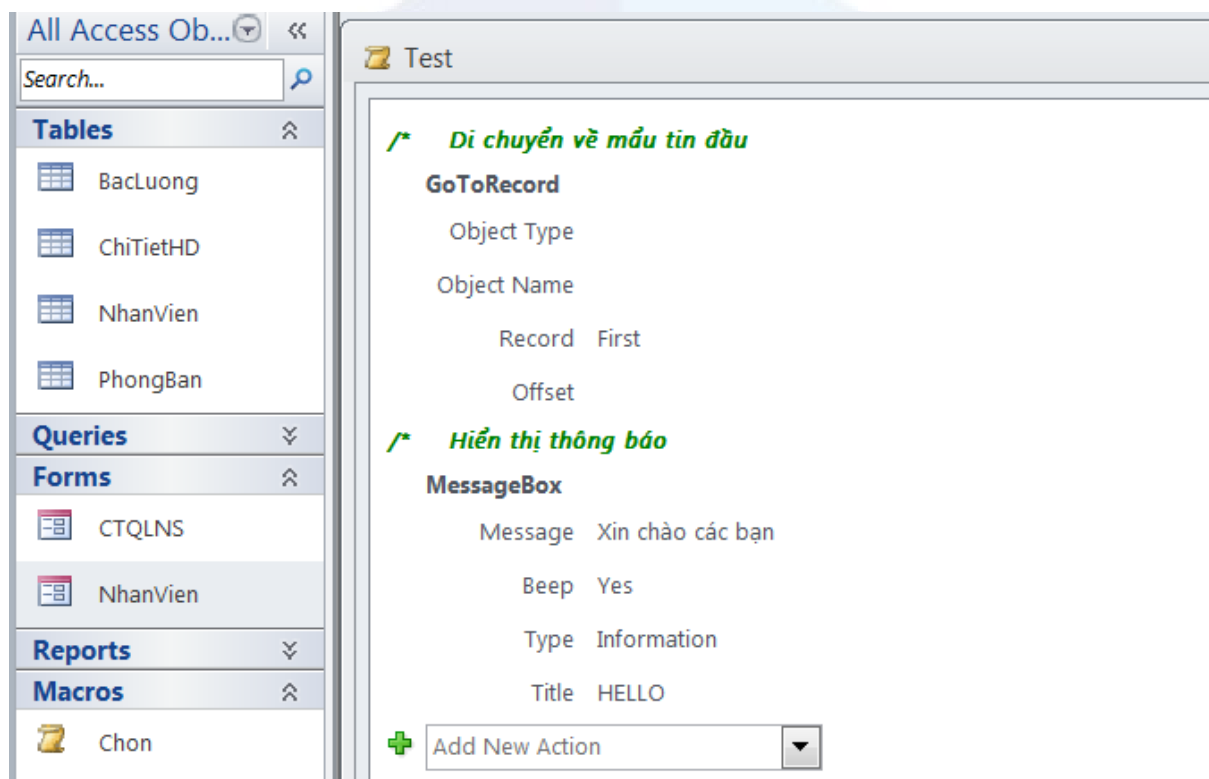 All Access Ob...
Search...
Tables
BacLuong
ChiTietHD
NhanVien
PhongBan
Queries
Forms
CTQLNS
NhanVien
Reports
Macros
Chon
Test
/* Di chuyển về mẩu tin đầu
GoToRecord
Object Type
Object Name
Record First
Offset
/* Hiển thị thông báo
MessageBox
Message Xin chào các bạn
Beep Yes
Type Information
Title HELLO
Add New Action